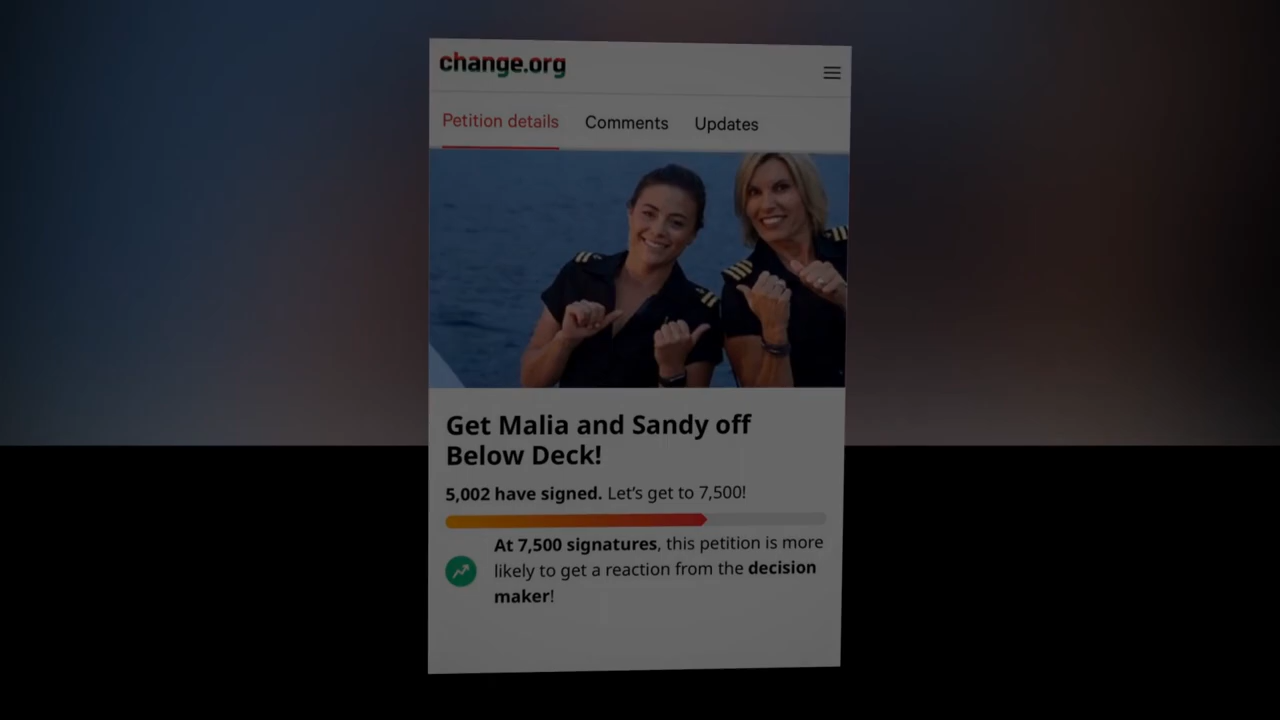 change.org
Petition details Comments Updates
Get Malia and Sandy off
Below Deck!
5,002 have signed. Let's get to 7,500!
At 7,500 signatures, this petition is more
likely to get a reaction from the decision
maker!